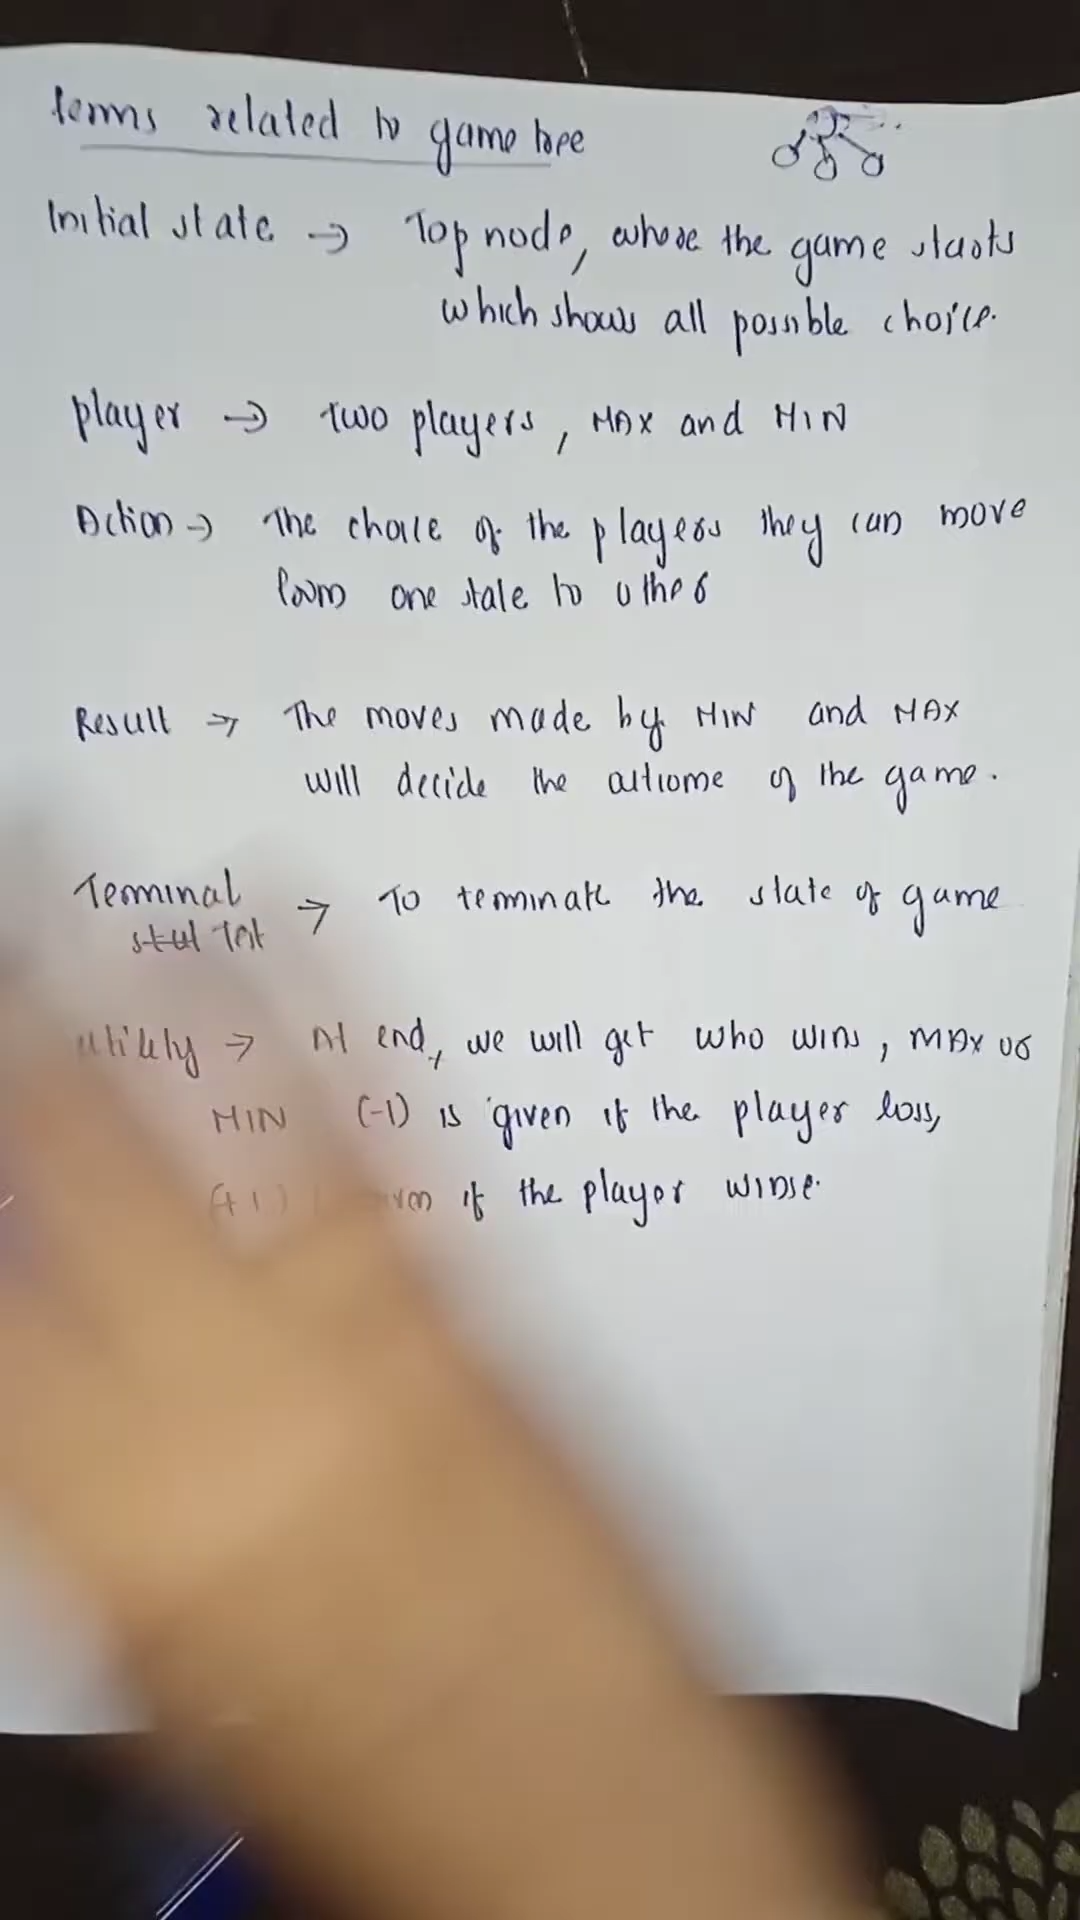 Terms related to game tree
Initial state → Top node, where the game starts
which shows all possible choice.
player → Two players, MAX and MIN
Action → The choice of the players they can move
from one state to other
Result → The moves made by MIN and MAX
will decide the outcome of the game.
Terminal → To terminate the state of game
Test
utility → At end, we will get who wins, MAX or
MIN (-1) is given if the player loss,
(+1) if the player winse.